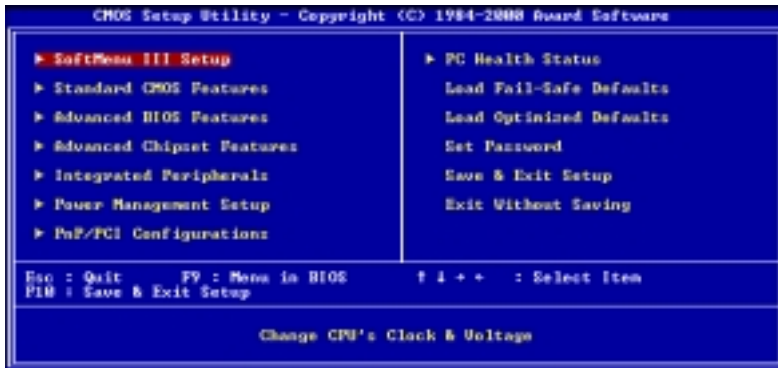 CMOS Setup Utility - Copyright (C) 1984-2000 Award Software
▶ SoftMenu III Setup
▶ Standard CMOS Features
▶ Advanced BIOS Features
▶ Advanced Chipset Features
▶ Integrated Peripherals
▶ Power Management Setup
▶ PnP/PCI Configurations
▶ PC Health Status
Load Fail-Safe Defaults
Load Optimized Defaults
Set Password
Save & Exit Setup
Exit Without Saving
Esc : Quit F9 : Menu in BIOS ↑ ↓ → ← : Select Item
F10 : Save & Exit Setup
Change CPU's Clock & Voltage